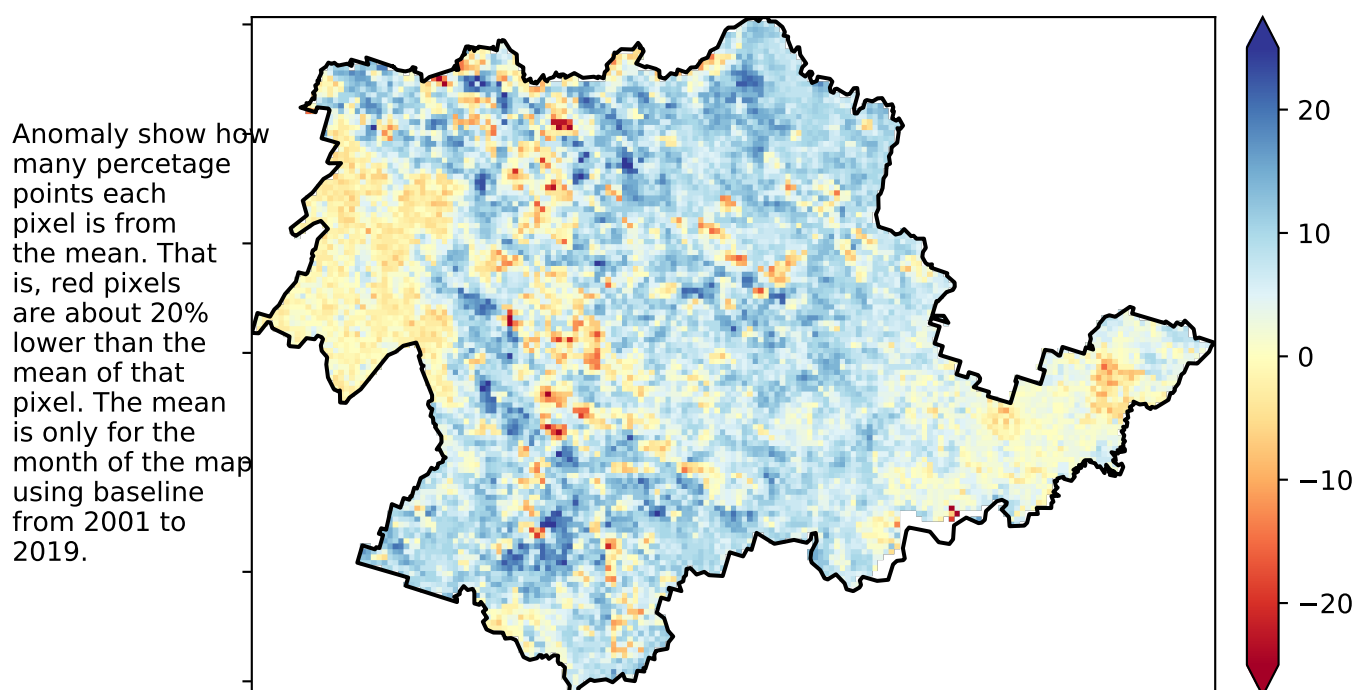 Anomaly show how
many percetage
points each
pixel is from
the mean. That
is, red pixels
are about 20%
lower than the
mean of that
pixel. The mean
is only for the
month of the map
using baseline
from 2001 to
2019.
20
10
0
−10
−20